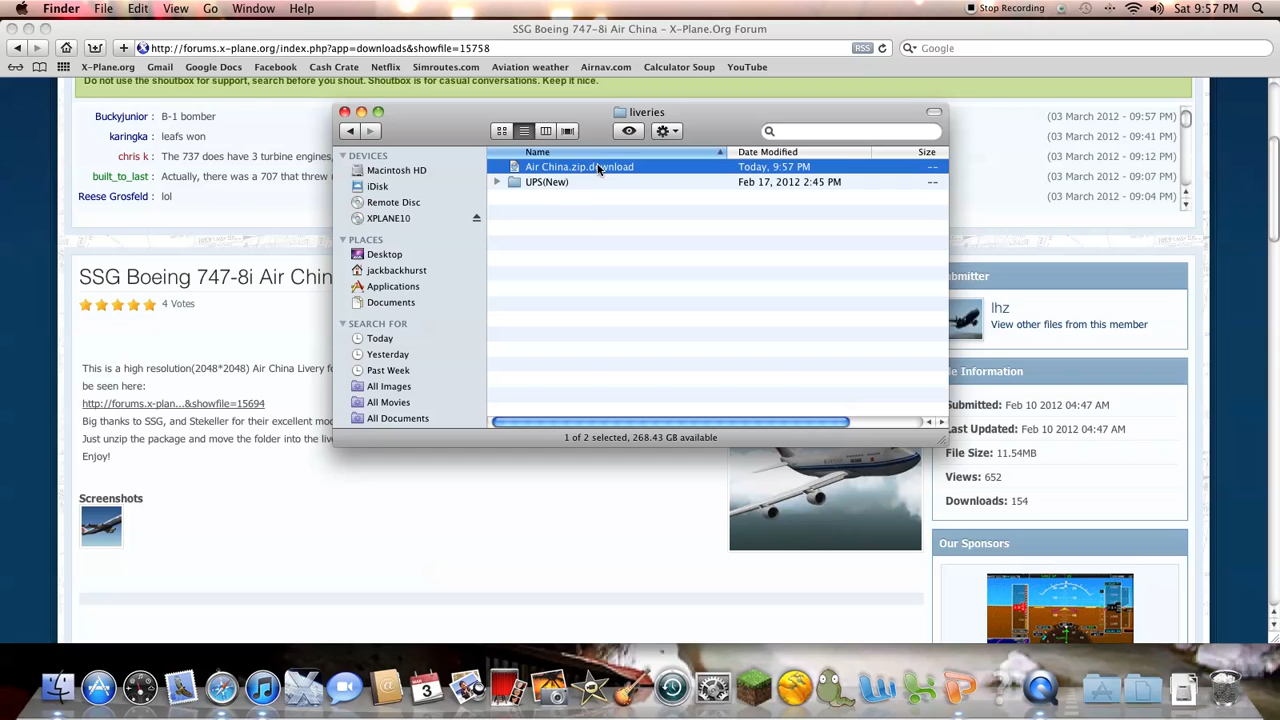 Finder File Edit View Go Window Help Stop Recording Sat 9:57 PM
SSG Boeing 747-8i Air China - X-Plane.Org Forum
http://forums.x-plane.org/index.php?app=downloads&showfile=15758 RSS Google
X-Plane.org Gmail Google Docs Facebook Cash Crate Netflix Simroutes.com Aviation weather Airnav.com Calculator Soup YouTube
Do not use the shoutbox for support, search before you shout. Shoutbox is for casual conversations. Keep it nice.
Buckyjunior : B-1 bomber (03 March 2012 - 09:57 PM)
karingka : leafs won (03 March 2012 - 09:41 PM)
chris k : The 737 does have 3 turbine engines, (03 March 2012 - 09:36 PM)
built_to_last : Actually, there was a 707 that threw (03 March 2012 - 09:11 PM)
Reese Grosfeld : lol (03 March 2012 - 09:04 PM)
liveries
Name Date Modified Size
Air China.zip.download Today, 9:57 PM --
UPS(New) Feb 17, 2012 2:45 PM --
DEVICES
Macintosh HD
iDisk
Remote Disc
XPLANE10
PLACES
Desktop
jackbackhurst
Applications
Documents
SEARCH FOR
Today
Yesterday
Past Week
All Images
All Movies
All Documents
1 of 2 selected, 268.43 GB available
SSG Boeing 747-8i Air Chin
4 Votes
This is a high resolution(2048*2048) Air China Livery fo
be seen here:
http://forums.x-plan...&showfile=15694
Big thanks to SSG, and Stekeller for their excellent mod
Just unzip the package and move the folder into the live
Enjoy!
Screenshots
ubmitter
lhz
View other files from this member
le Information
Submitted: Feb 10 2012 04:47 AM
Last Updated: Feb 10 2012 04:47 AM
File Size: 11.54MB
Views: 652
Downloads: 154
Our Sponsors
MAR
3